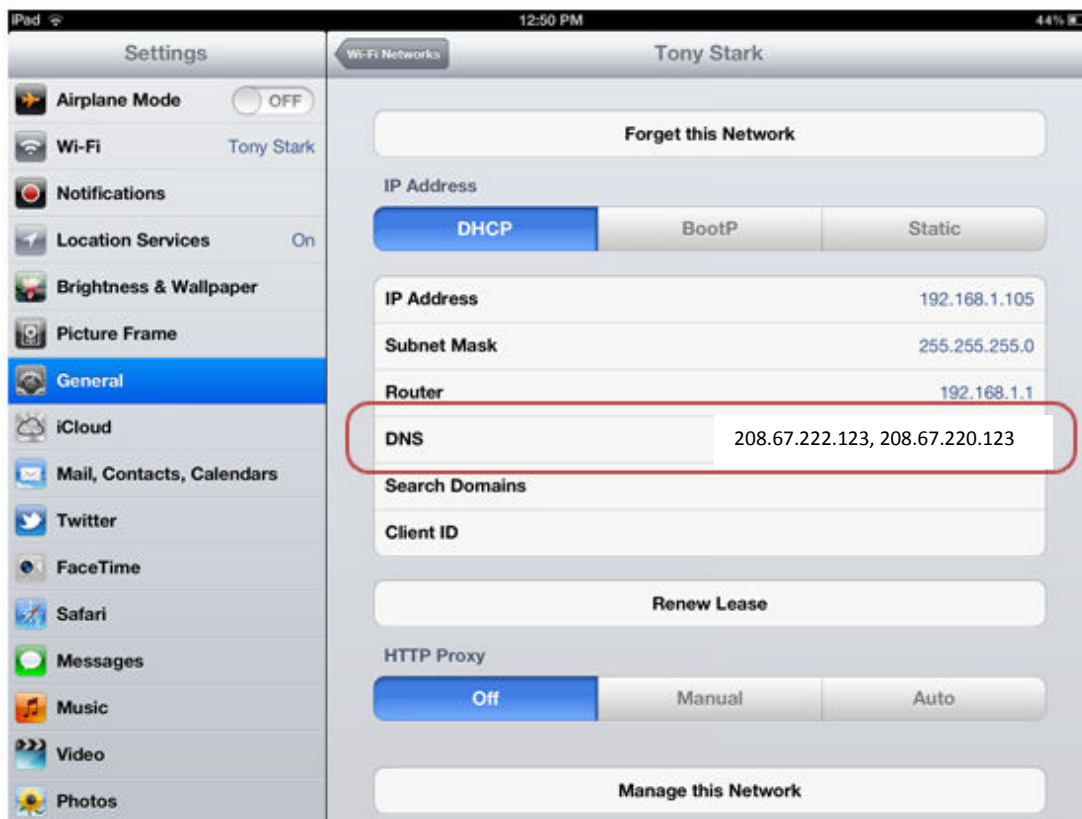 iPad 12:50 PM 44%
Settings
Wi-Fi Networks
Tony Stark
Airplane Mode OFF
Wi-Fi Tony Stark
Notifications
Location Services On
Brightness & Wallpaper
Picture Frame
General
iCloud
Mail, Contacts, Calendars
Twitter
FaceTime
Safari
Messages
Music
Video
Photos
Forget this Network
IP Address
DHCP BootP Static
IP Address 192.168.1.105
Subnet Mask 255.255.255.0
Router 192.168.1.1
DNS 208.67.222.123, 208.67.220.123
Search Domains
Client ID
Renew Lease
HTTP Proxy
Off Manual Auto
Manage this Network